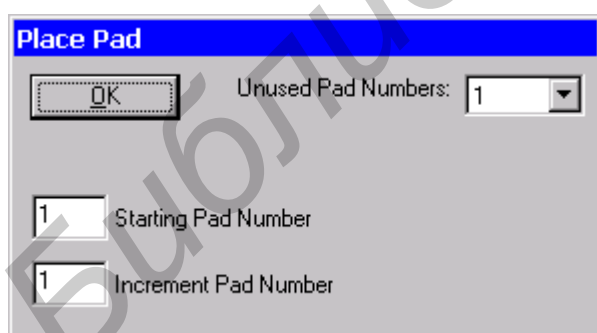 Place Pad
OK
Unused Pad Numbers: 1
1 Starting Pad Number
1 Increment Pad Number
Библио